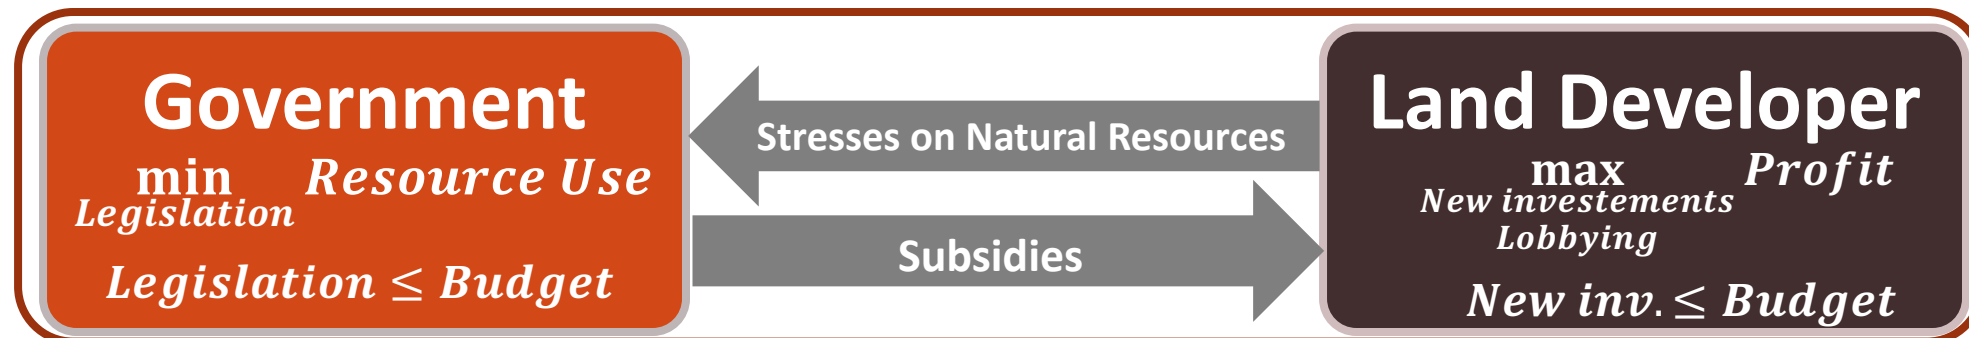 Government
min Resource Use
Legislation
Legislation ≤ Budget
Stresses on Natural Resources
Subsidies
Land Developer
max Profit
New investements
Lobbying
New inv. ≤ Budget